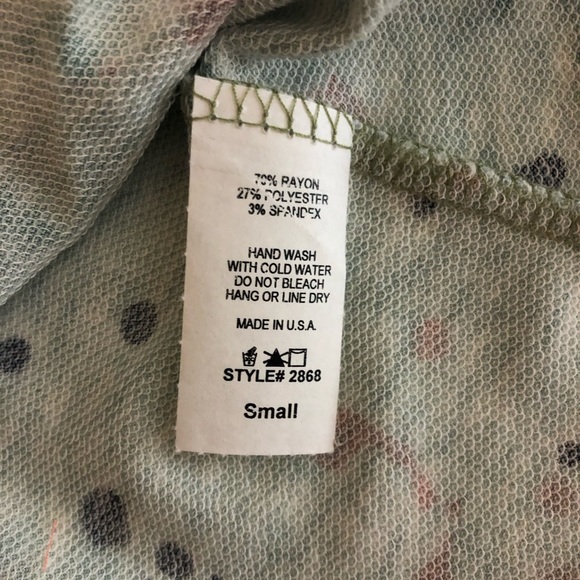 70% RAYON
27% POLYESTER
3% SPANDEX
HAND WASH
WITH COLD WATER
DO NOT BLEACH
HANG OR LINE DRY
MADE IN U.S.A.
STYLE# 2868
Small